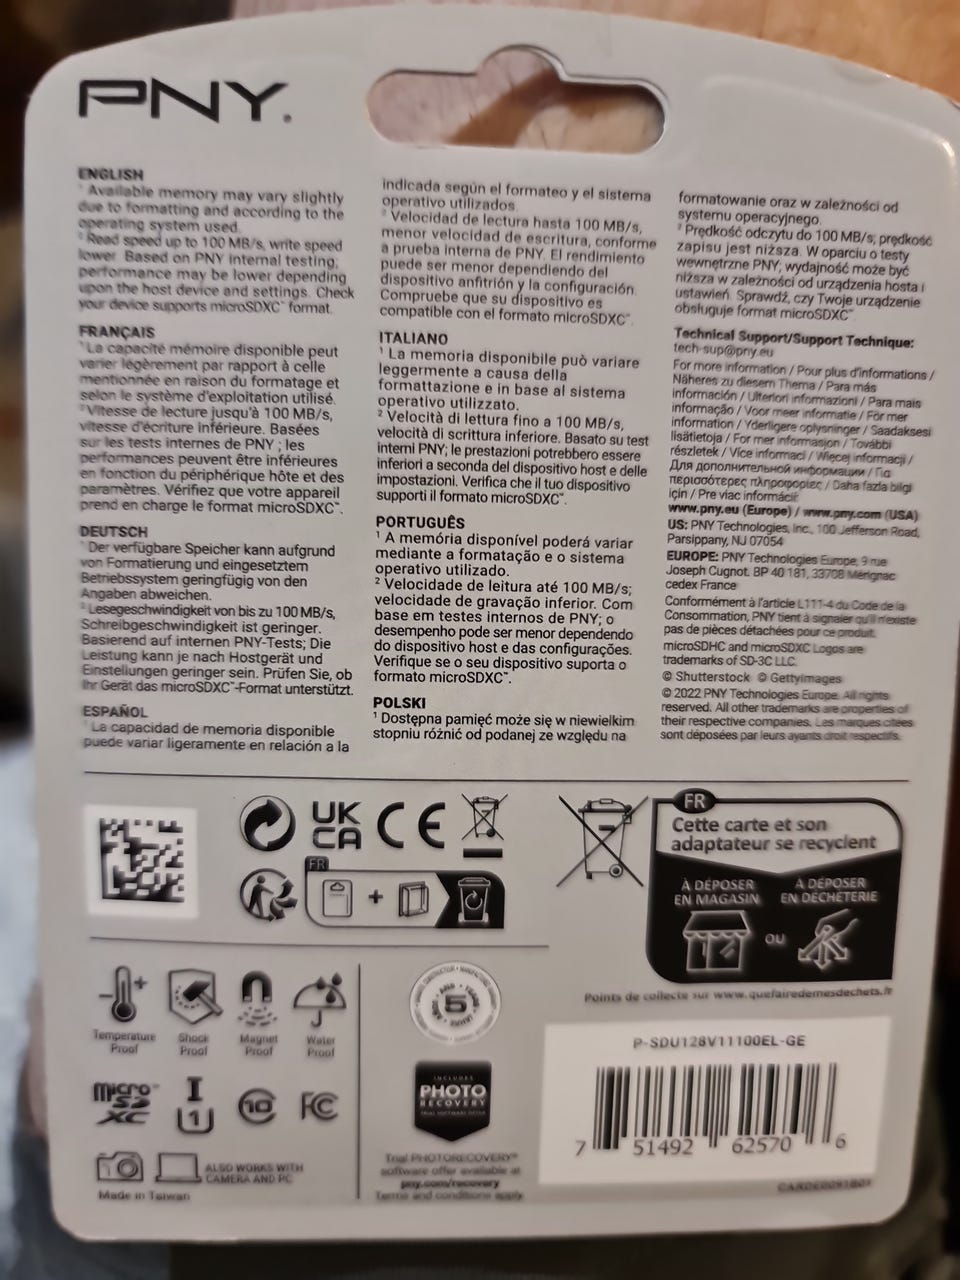 PNY.
ENGLISH
¹ Available memory may vary slightly
due to formatting and according to the
operating system used.
² Read speed up to 100 MB/s, write speed
lower. Based on PNY internal testing;
performance may be lower depending
upon the host device and settings. Check
your device supports microSDXC™ format.
FRANÇAIS
¹ La capacité mémoire disponible peut
varier légèrement par rapport à celle
mentionnée en raison du formatage et
selon le système d'exploitation utilisé.
² Vitesse de lecture jusqu'à 100 MB/s,
vitesse d'écriture inférieure. Basées
sur les tests internes de PNY ; les
performances peuvent être inférieures
en fonction du périphérique hôte et des
paramètres. Vérifiez que votre appareil
prend en charge le format microSDXC™.
DEUTSCH
¹ Der verfügbare Speicher kann aufgrund
von Formatierung und eingesetztem
Betriebssystem geringfügig von den
Angaben abweichen.
² Lesegeschwindigkeit von bis zu 100 MB/s,
Schreibgeschwindigkeit ist geringer.
Basierend auf internen PNY-Tests; Die
Leistung kann je nach Hostgerät und
Einstellungen geringer sein. Prüfen Sie, ob
Ihr Gerät das microSDXC™-Format unterstützt.
ESPAÑOL
¹ La capacidad de memoria disponible
puede variar ligeramente en relación a la
indicada según el formateo y el sistema
operativo utilizados.
² Velocidad de lectura hasta 100 MB/s,
menor velocidad de escritura, conforme
a prueba interna de PNY. El rendimiento
puede ser menor dependiendo del
dispositivo anfitrión y la configuración.
Compruebe que su dispositivo es
compatible con el formato microSDXC™.
ITALIANO
¹ La memoria disponibile può variare
leggermente a causa della
formattazione e in base al sistema
operativo utilizzato.
² Velocità di lettura fino a 100 MB/s,
velocità di scrittura inferiore. Basato su test
interni PNY; le prestazioni potrebbero essere
inferiori a seconda del dispositivo host e delle
impostazioni. Verifica che il tuo dispositivo
supporti il formato microSDXC™.
PORTUGUÊS
¹ A memória disponível poderá variar
mediante a formatação e o sistema
operativo utilizado.
² Velocidade de leitura até 100 MB/s;
velocidade de gravação inferior. Com
base em testes internos de PNY; o
desempenho pode ser menor dependendo
do dispositivo host e das configurações.
Verifique se o seu dispositivo suporta o
formato microSDXC™.
POLSKI
¹ Dostępna pamięć może się w niewielkim
stopniu różnić od podanej ze względu na
formatowanie oraz w zależności od
systemu operacyjnego.
² Prędkość odczytu do 100 MB/s; prędkość
zapisu jest niższa. W oparciu o testy
wewnętrzne PNY; wydajność może być
niższa w zależności od urządzenia hosta i
ustawień. Sprawdź, czy Twoje urządzenie
obsługuje format microSDXC™.
Technical Support/Support Technique:
tech-sup@pny.eu
For more information / Pour plus d'informations /
Näheres zu diesem Thema / Para más
información / Ulteriori informazioni / Para mais
informação / Voor meer informatie / För mer
information / Yderligere oplysninger / Saadaksesi
lisätietoja / For mer informasjon / További
részletek / Více informací / Więcej informacji /
Для дополнительной информации / Για
περισσότερες πληροφορίες / Daha fazla bilgi
için / Pre viac informácií:
www.pny.eu (Europe) / www.pny.com (USA)
US: PNY Technologies, Inc., 100 Jefferson Road,
Parsippany, NJ 07054
EUROPE: PNY Technologies Europe, 9 rue
Joseph Cugnot. BP 40 181, 33708 Mérignac
cedex France
Conformément à l'article L111-4 du Code de la
Consommation, PNY tient à signaler qu'il n'existe
pas de pièces détachées pour ce produit.
microSDHC and microSDXC Logos are
trademarks of SD-3C LLC.
© Shutterstock © Gettyimages
© 2022 PNY Technologies Europe. All rights
reserved. All other trademarks are properties of
their respective companies. Les marques citées
sont déposées par leurs ayants droit respectifs.
UK
CA CE
FR
FR
Cette carte et son
adaptateur se recyclent
À DÉPOSER
EN MAGASIN
OU
À DÉPOSER
EN DÉCHÈTERIE
Points de collecte sur www.quefairedemesdechets.fr
Temperature
Proof
Shock
Proof
Magnet
Proof
Water
Proof
micro
SD
XC
I
1
10
FC
ALSO WORKS WITH
CAMERA AND PC
Made in Taiwan
5
INCLUDES
PHOTO
RECOVERY
Trial PHOTORECOVERY™
software offer available at
pny.com/recovery
Terms and conditions apply
P-SDU128V11100EL-GE
7 51492 62570 6